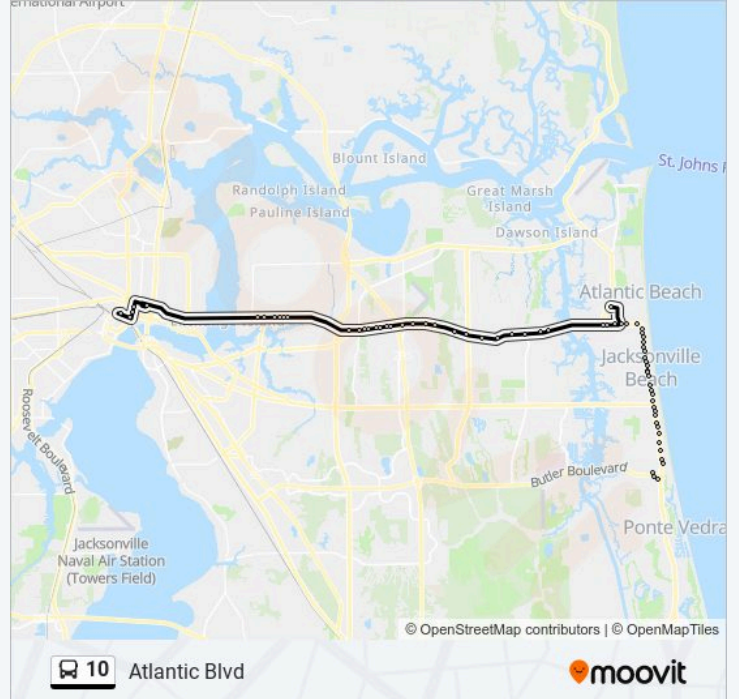 ernational Airport
Blount Island
St. Johns
Randolph Island
Great Marsh
Island
Pauline Island
Dawson Island
Atlantic Beach
Jacksonville
Beach
Roosevelt Boulevard
Butler Boulevard
Ponte Vedra
Jacksonville
Naval Air Station
(Towers Field)
© OpenStreetMap contributors | © OpenMapTiles
10 Atlantic Blvd
moovit